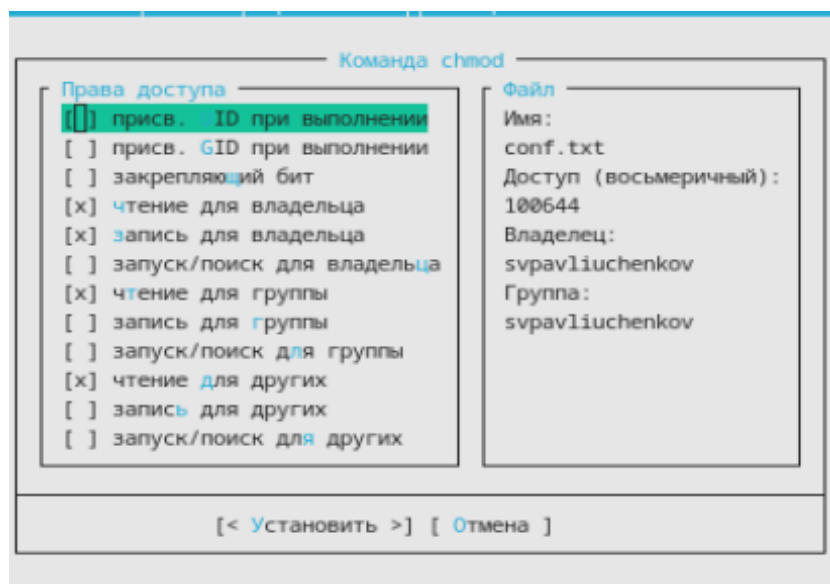 Команда chmod
Права доступа
[ ] присв. ID при выполнении
[ ] присв. GID при выполнении
[ ] закрепляющий бит
[x] чтение для владельца
[x] запись для владельца
[ ] запуск/поиск для владельца
[x] чтение для группы
[ ] запись для группы
[ ] запуск/поиск для группы
[x] чтение для других
[ ] запись для других
[ ] запуск/поиск для других
Файл
Имя:
conf.txt
Доступ (восьмеричный):
100644
Владелец:
svpavliuchenkov
Группа:
svpavliuchenkov
[< Установить >] [ Отмена ]